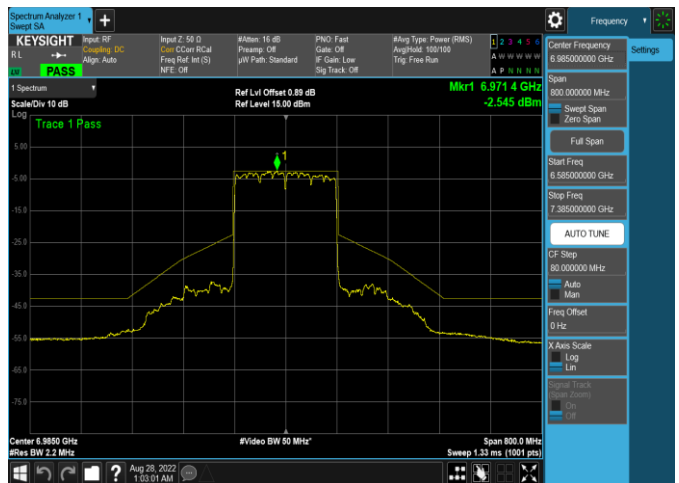 Spectrum Analyzer 1
Swept SA
+
Frequency
KEYSIGHT
Input: RF
Input Z: 50 Ω
#Atten: 16 dB
PNO: Fast
#Avg Type: Power (RMS)
1 2 3 4 5 6
RL
Coupling: DC
Corr CCorr RCal
Preamp: Off
Gate: Off
Avg|Hold: 100/100
A W W W W W
Align: Auto
Freq Ref: Int (S)
µW Path: Standard
IF Gain: Low
Trig: Free Run
LW
PASS
NFE: Off
Sig Track: Off
A P N N N N
1 Spectrum
Ref Lvl Offset 0.89 dB
Mkr1 6.971 4 GHz
Scale/Div 10 dB
Ref Level 15.00 dBm
-2.545 dBm
Log
Trace 1 Pass
1
5.00
-5.00
-15.0
-25.0
-35.0
-45.0
-55.0
-65.0
-75.0
Center 6.9850 GHz
#Video BW 50 MHz*
Span 800.0 MHz
#Res BW 2.2 MHz
Sweep 1.33 ms (1001 pts)
Center Frequency
6.985000000 GHz
Settings
Span
800.000000 MHz
Swept Span
Zero Span
Full Span
Start Freq
6.585000000 GHz
Stop Freq
7.385000000 GHz
AUTO TUNE
CF Step
80.000000 MHz
Auto
Man
Freq Offset
0 Hz
X Axis Scale
Log
Lin
Signal Track
(Span Zoom)
On
Off
?
Aug 28, 2022
1:03:01 AM